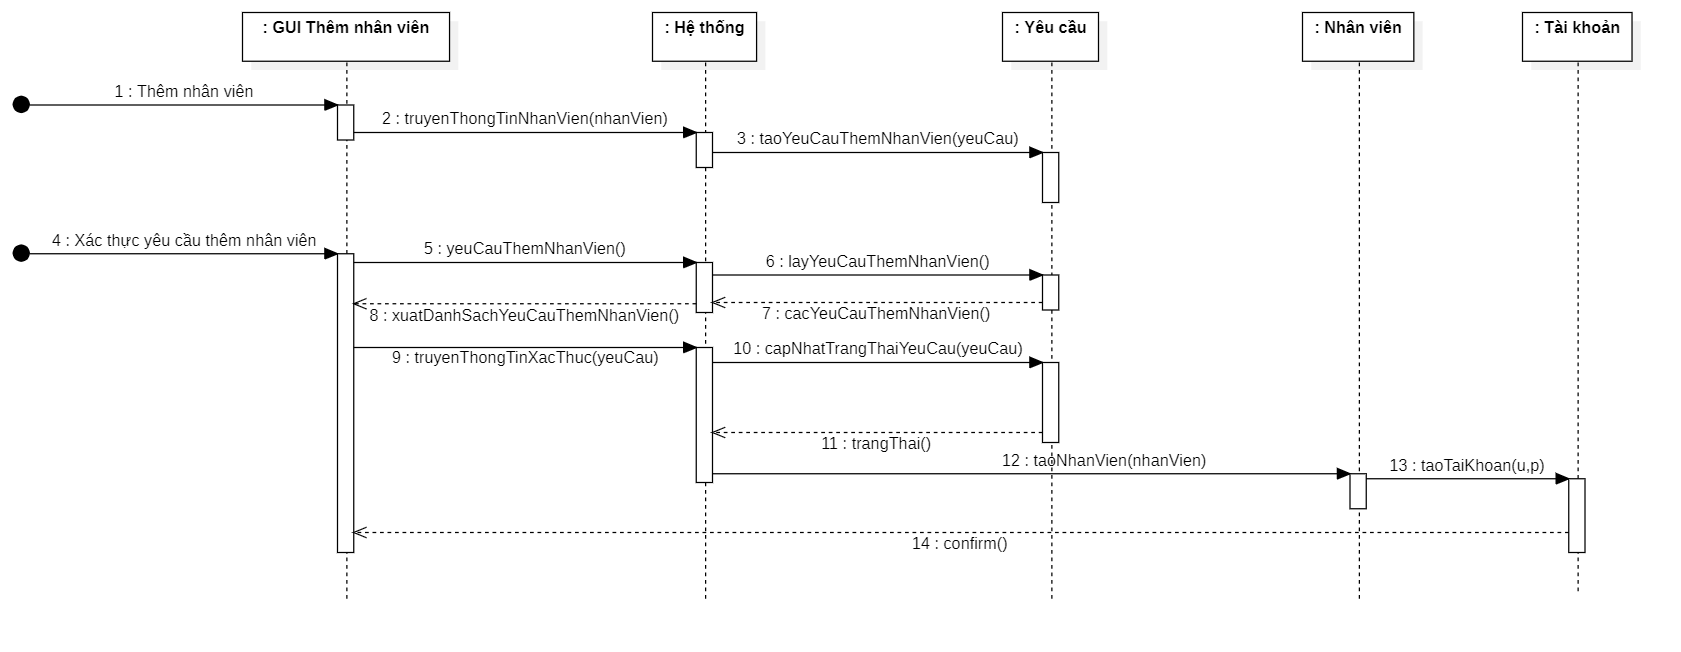 : GUI Thêm nhân viên
: Hệ thống
: Yêu cầu
: Nhân viên
: Tài khoản
1 : Thêm nhân viên
2 : truyenThongTinNhanVien(nhanVien)
3 : taoYeuCauThemNhanVien(yeuCau)
4 : Xác thực yêu cầu thêm nhân viên
5 : yeuCauThemNhanVien()
6 : layYeuCauThemNhanVien()
7 : cacYeuCauThemNhanVien()
8 : xuatDanhSachYeuCauThemNhanVien()
9 : truyenThongTinXacThuc(yeuCau)
10 : capNhatTrangThaiYeuCau(yeuCau)
11 : trangThai()
12 : taoNhanVien(nhanVien)
13 : taoTaiKhoan(u,p)
14 : confirm()